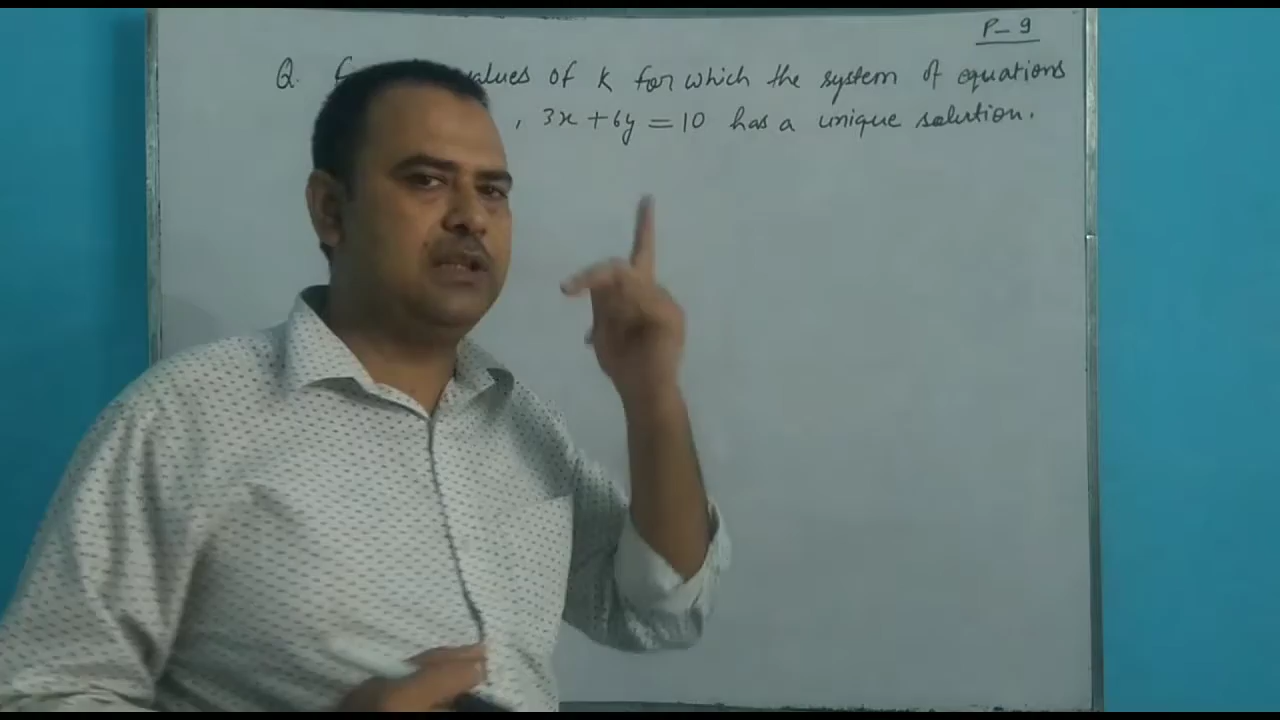 P-9
Q. values of k for which the system of equations
, 3x + 6y = 10 has a unique solution.